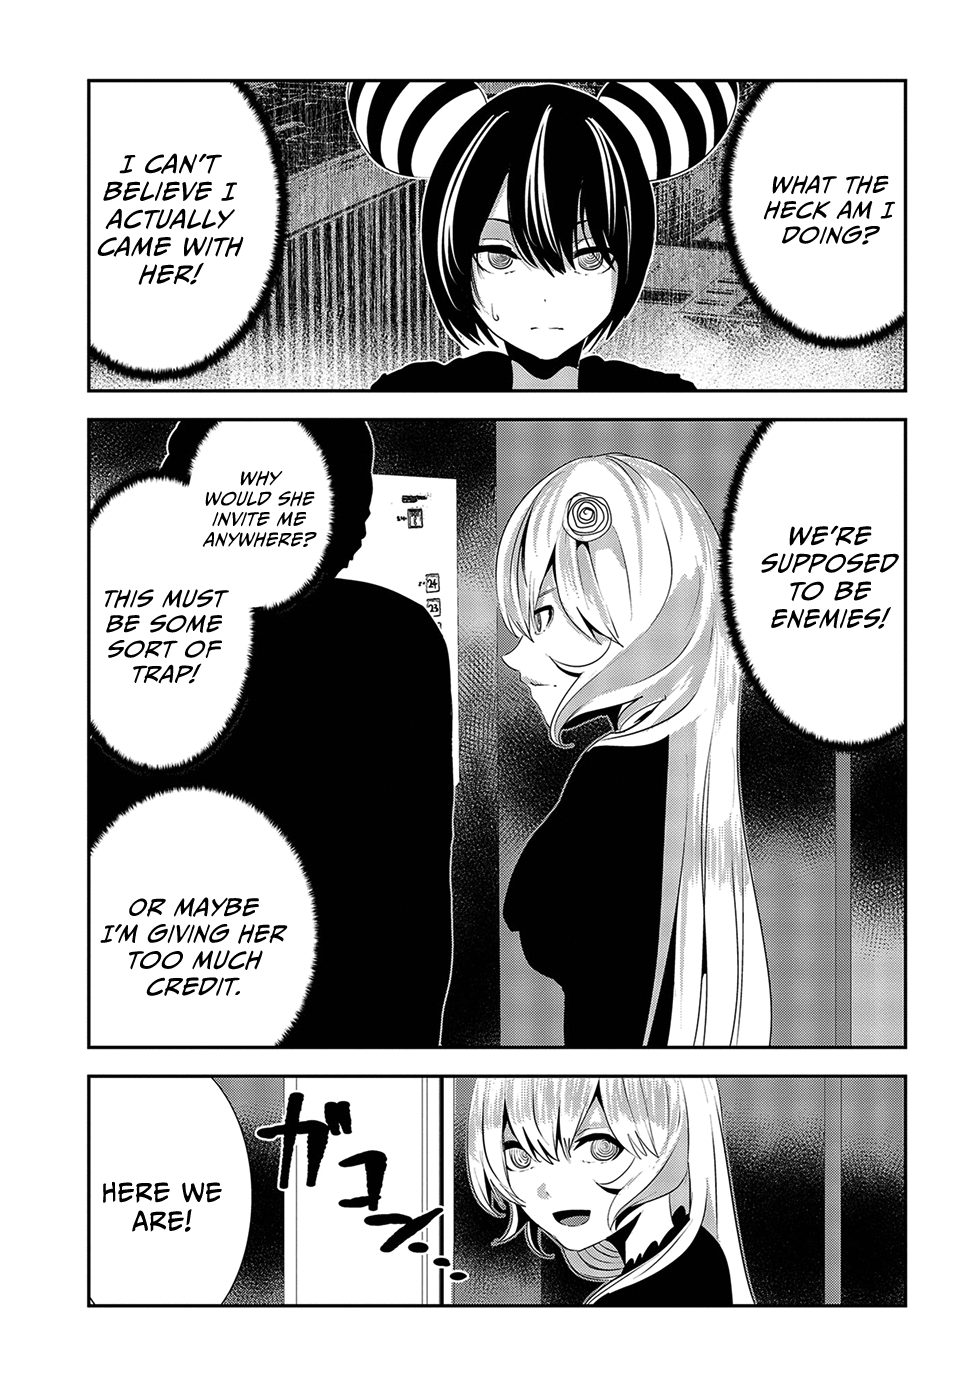 WHAT THE
HECK AM I
DOING?
I CAN'T
BELIEVE I
ACTUALLY
CAME WITH
HER!
WE'RE
SUPPOSED
TO BE
ENEMIES!
WHY
WOULD SHE
INVITE ME
ANYWHERE?
THIS MUST
BE SOME
SORT OF
TRAP!
OR MAYBE
I'M GIVING HER
TOO MUCH
CREDIT.
24
23
ガコン…
HERE WE
ARE!